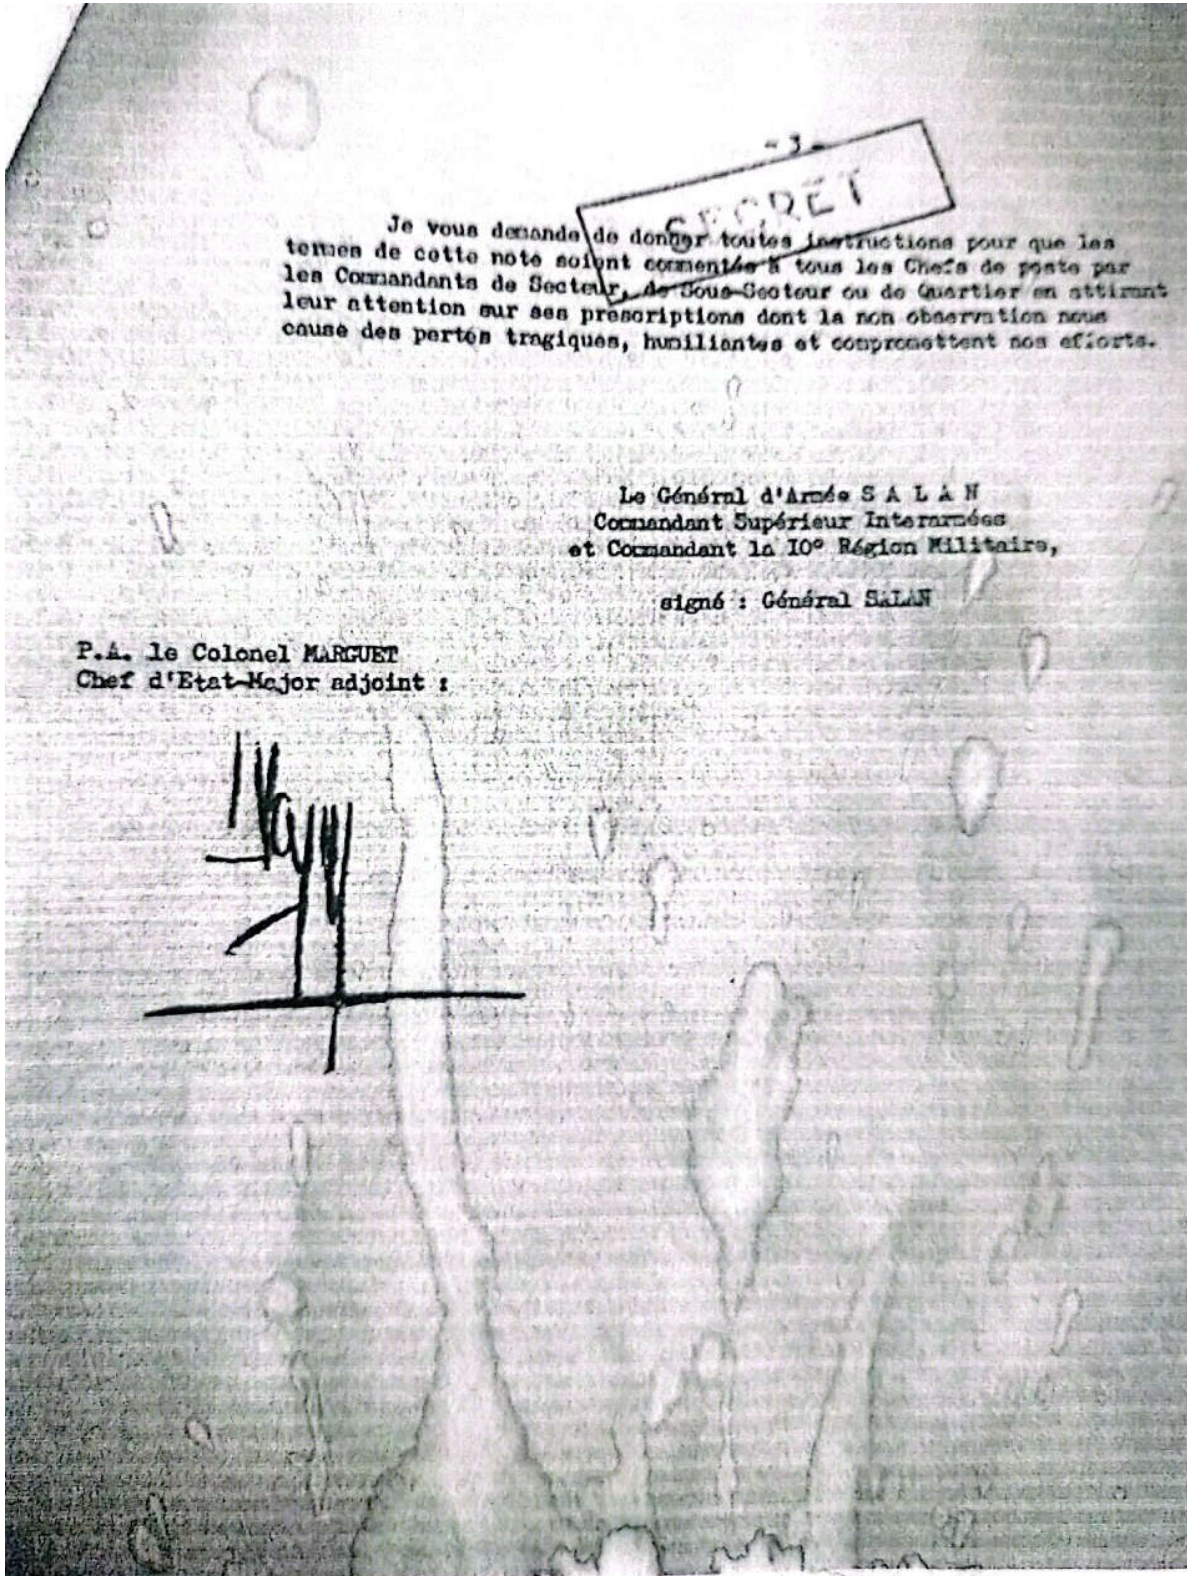 - 3 -
SECRET
Je vous demande de donner toutes instructions pour que les
termes de cette note soient commentés à tous les Chefs de poste par
les Commandants de Secteur, de Sous-Secteur ou de Quartier en attirant
leur attention sur ses prescriptions dont la non observation nous
cause des pertes tragiques, humiliantes et compromettent nos efforts.
Le Général d'Armée S A L A N
Commandant Supérieur Interarmées
et Commandant la 10° Région Militaire,
signé : Général SALAN
P.A. le Colonel MARGUET
Chef d'Etat-Major adjoint :